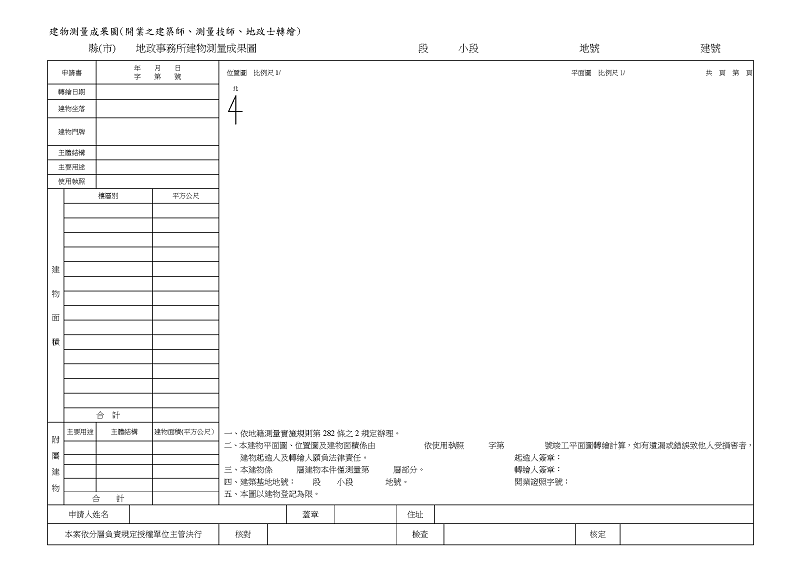 建物測量成果圖(開業之建築師、測量技師、地政士轉繪)
縣(市) 地政事務所建物測量成果圖 段 小段 地號 建號
申請書 年 月 日
字 第 號
位置圖 比例尺 1/ 平面圖 比例尺 1/ 共 頁 第 頁
北
轉繪日期
建物坐落
建物門牌
主體結構
主要用途
使用執照
樓層別 平方公尺
建物面積
合 計
附屬建物
主要用途 主體結構 建物面積(平方公尺)
合 計
一、依地籍測量實施規則第 282 條之 2 規定辦理。
二、本建物平面圖、位置圖及建物面積係由 依使用執照 字第 號竣工平面圖轉繪計算，如有遺漏或錯誤致他人受損害者，
建物起造人及轉繪人願負法律責任。 起造人簽章：
三、本建物係 層建物本件僅測量第 層部分。 轉繪人簽章：
四、建築基地地號： 段 小段 地號。 開業證照字號：
五、本圖以建物登記為限。
申請人姓名 蓋章 住址
本案依分層負責規定授權單位主管決行 核對 檢查 核定